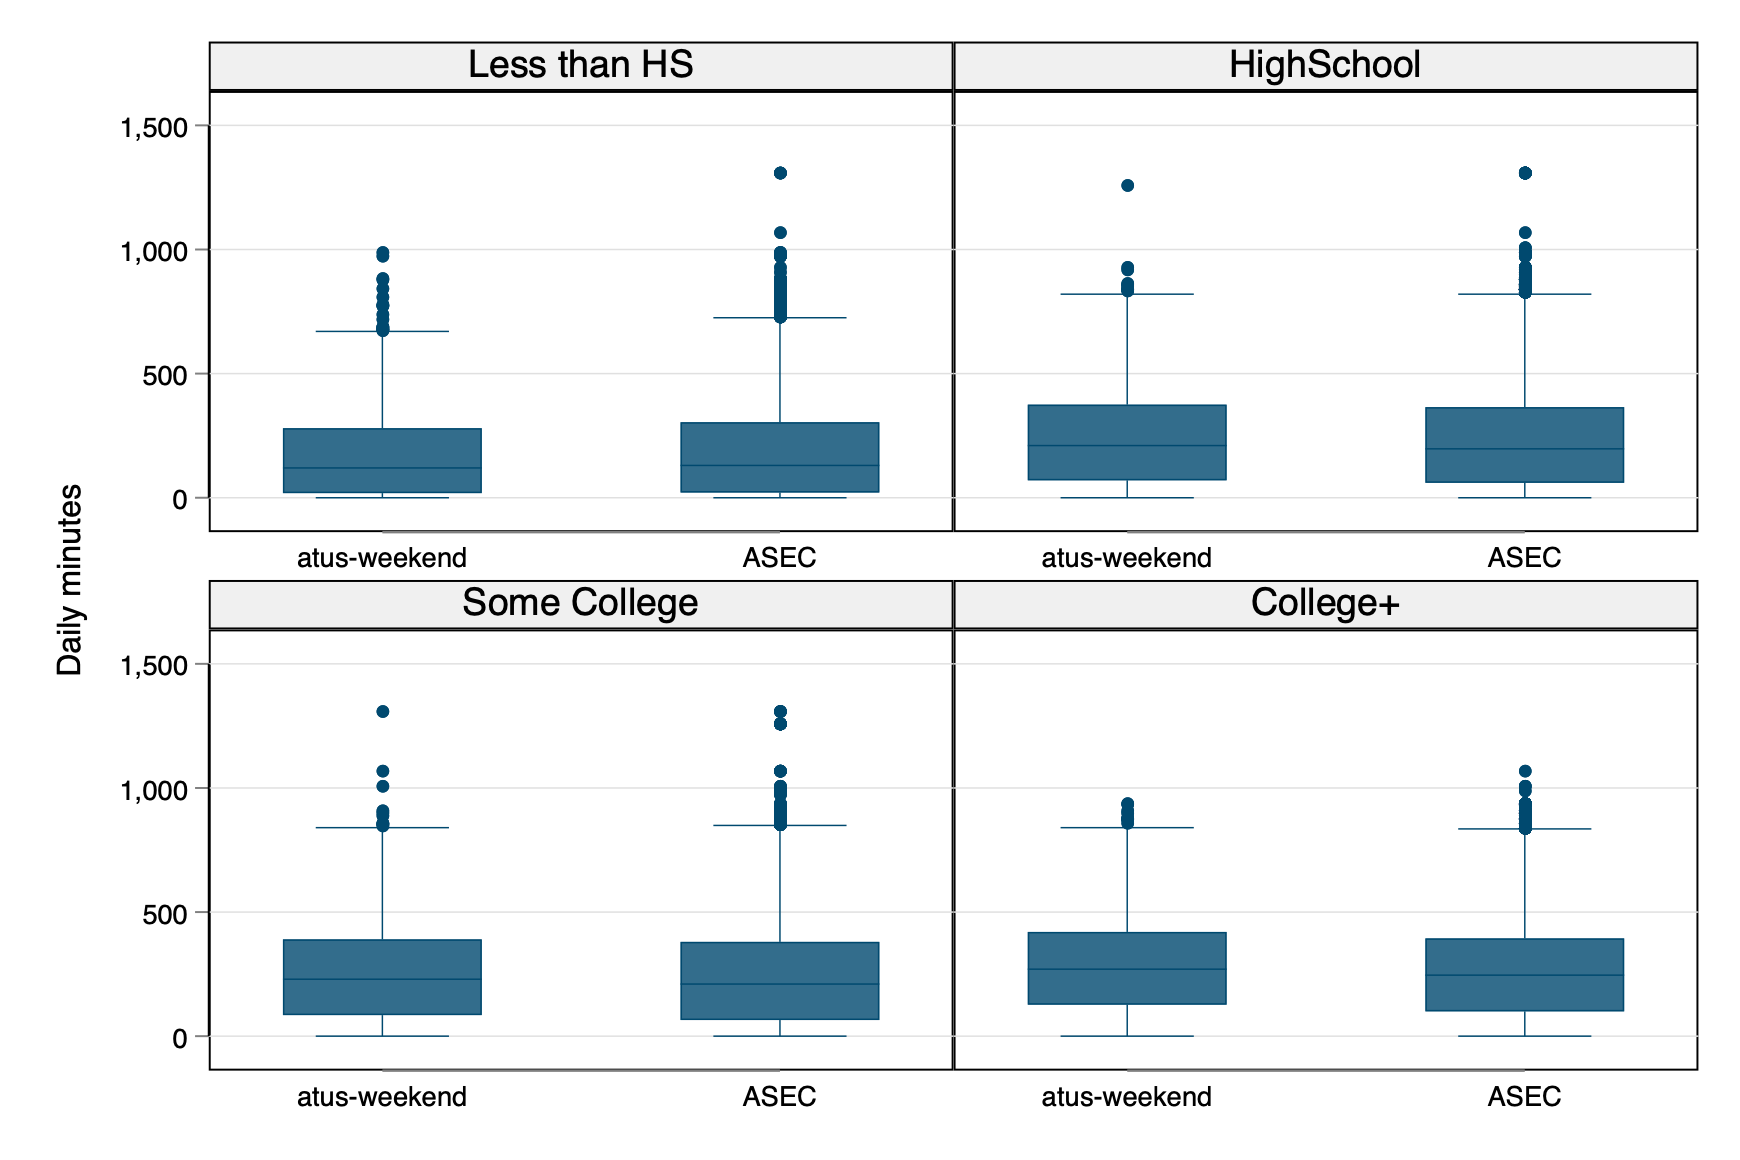 Less than HS
HighSchool
1,500
1,000
500
0
atus-weekend
ASEC
atus-weekend
ASEC
Daily minutes
Some College
College+
1,500
1,000
500
0
atus-weekend
ASEC
atus-weekend
ASEC